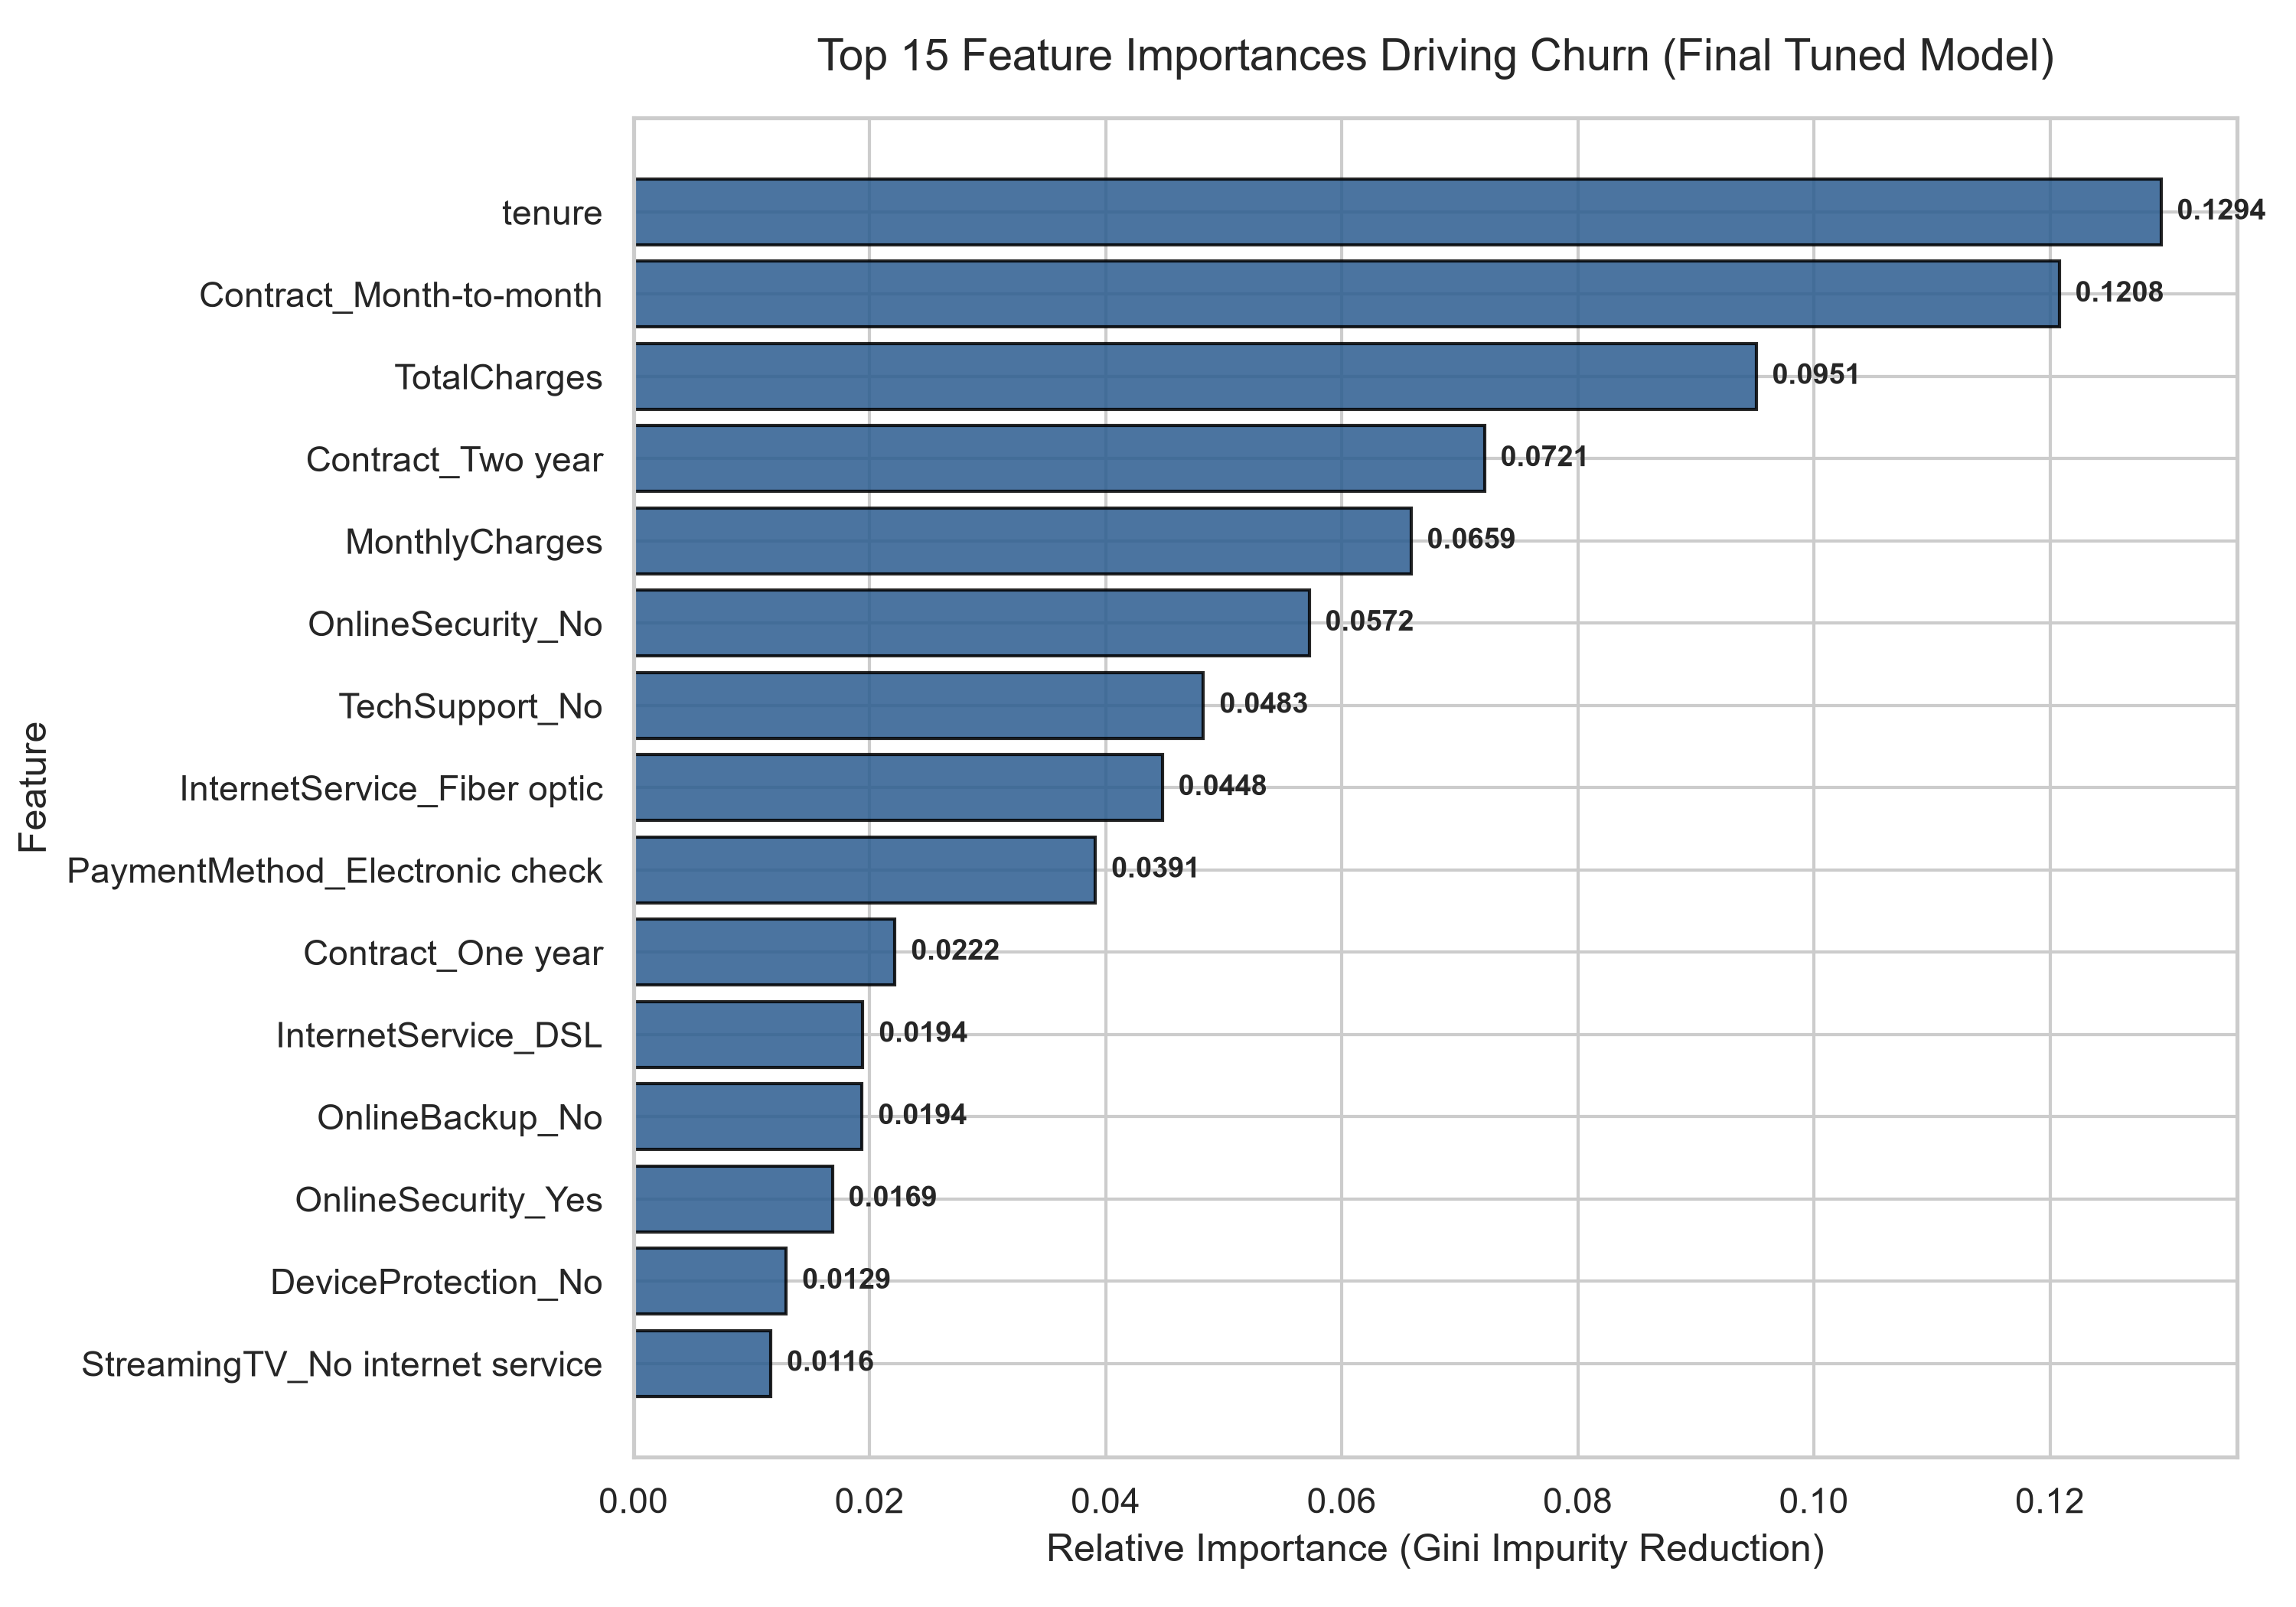 Top 15 Feature Importances Driving Churn (Final Tuned Model)
Feature
tenure 0.1294
Contract_Month-to-month 0.1208
TotalCharges 0.0951
Contract_Two year 0.0721
MonthlyCharges 0.0659
OnlineSecurity_No 0.0572
TechSupport_No 0.0483
InternetService_Fiber optic 0.0448
PaymentMethod_Electronic check 0.0391
Contract_One year 0.0222
InternetService_DSL 0.0194
OnlineBackup_No 0.0194
OnlineSecurity_Yes 0.0169
DeviceProtection_No 0.0129
StreamingTV_No internet service 0.0116
0.00 0.02 0.04 0.06 0.08 0.10 0.12
Relative Importance (Gini Impurity Reduction)